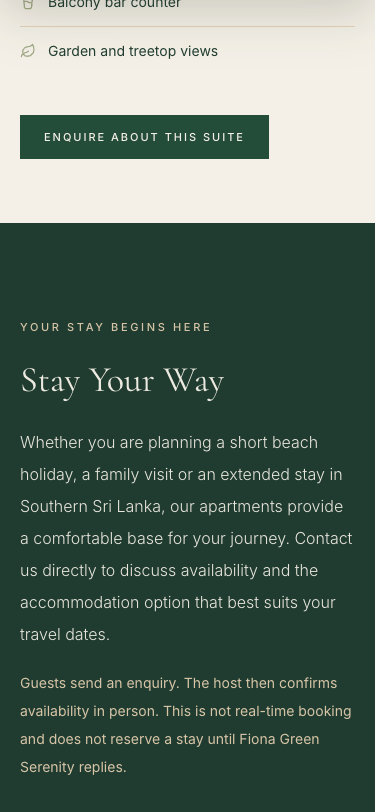 Balcony bar counter
Garden and treetop views
ENQUIRE ABOUT THIS SUITE
YOUR STAY BEGINS HERE
Stay Your Way
Whether you are planning a short beach
holiday, a family visit or an extended stay in
Southern Sri Lanka, our apartments provide
a comfortable base for your journey. Contact
us directly to discuss availability and the
accommodation option that best suits your
travel dates.
Guests send an enquiry. The host then confirms
availability in person. This is not real-time booking
and does not reserve a stay until Fiona Green
Serenity replies.